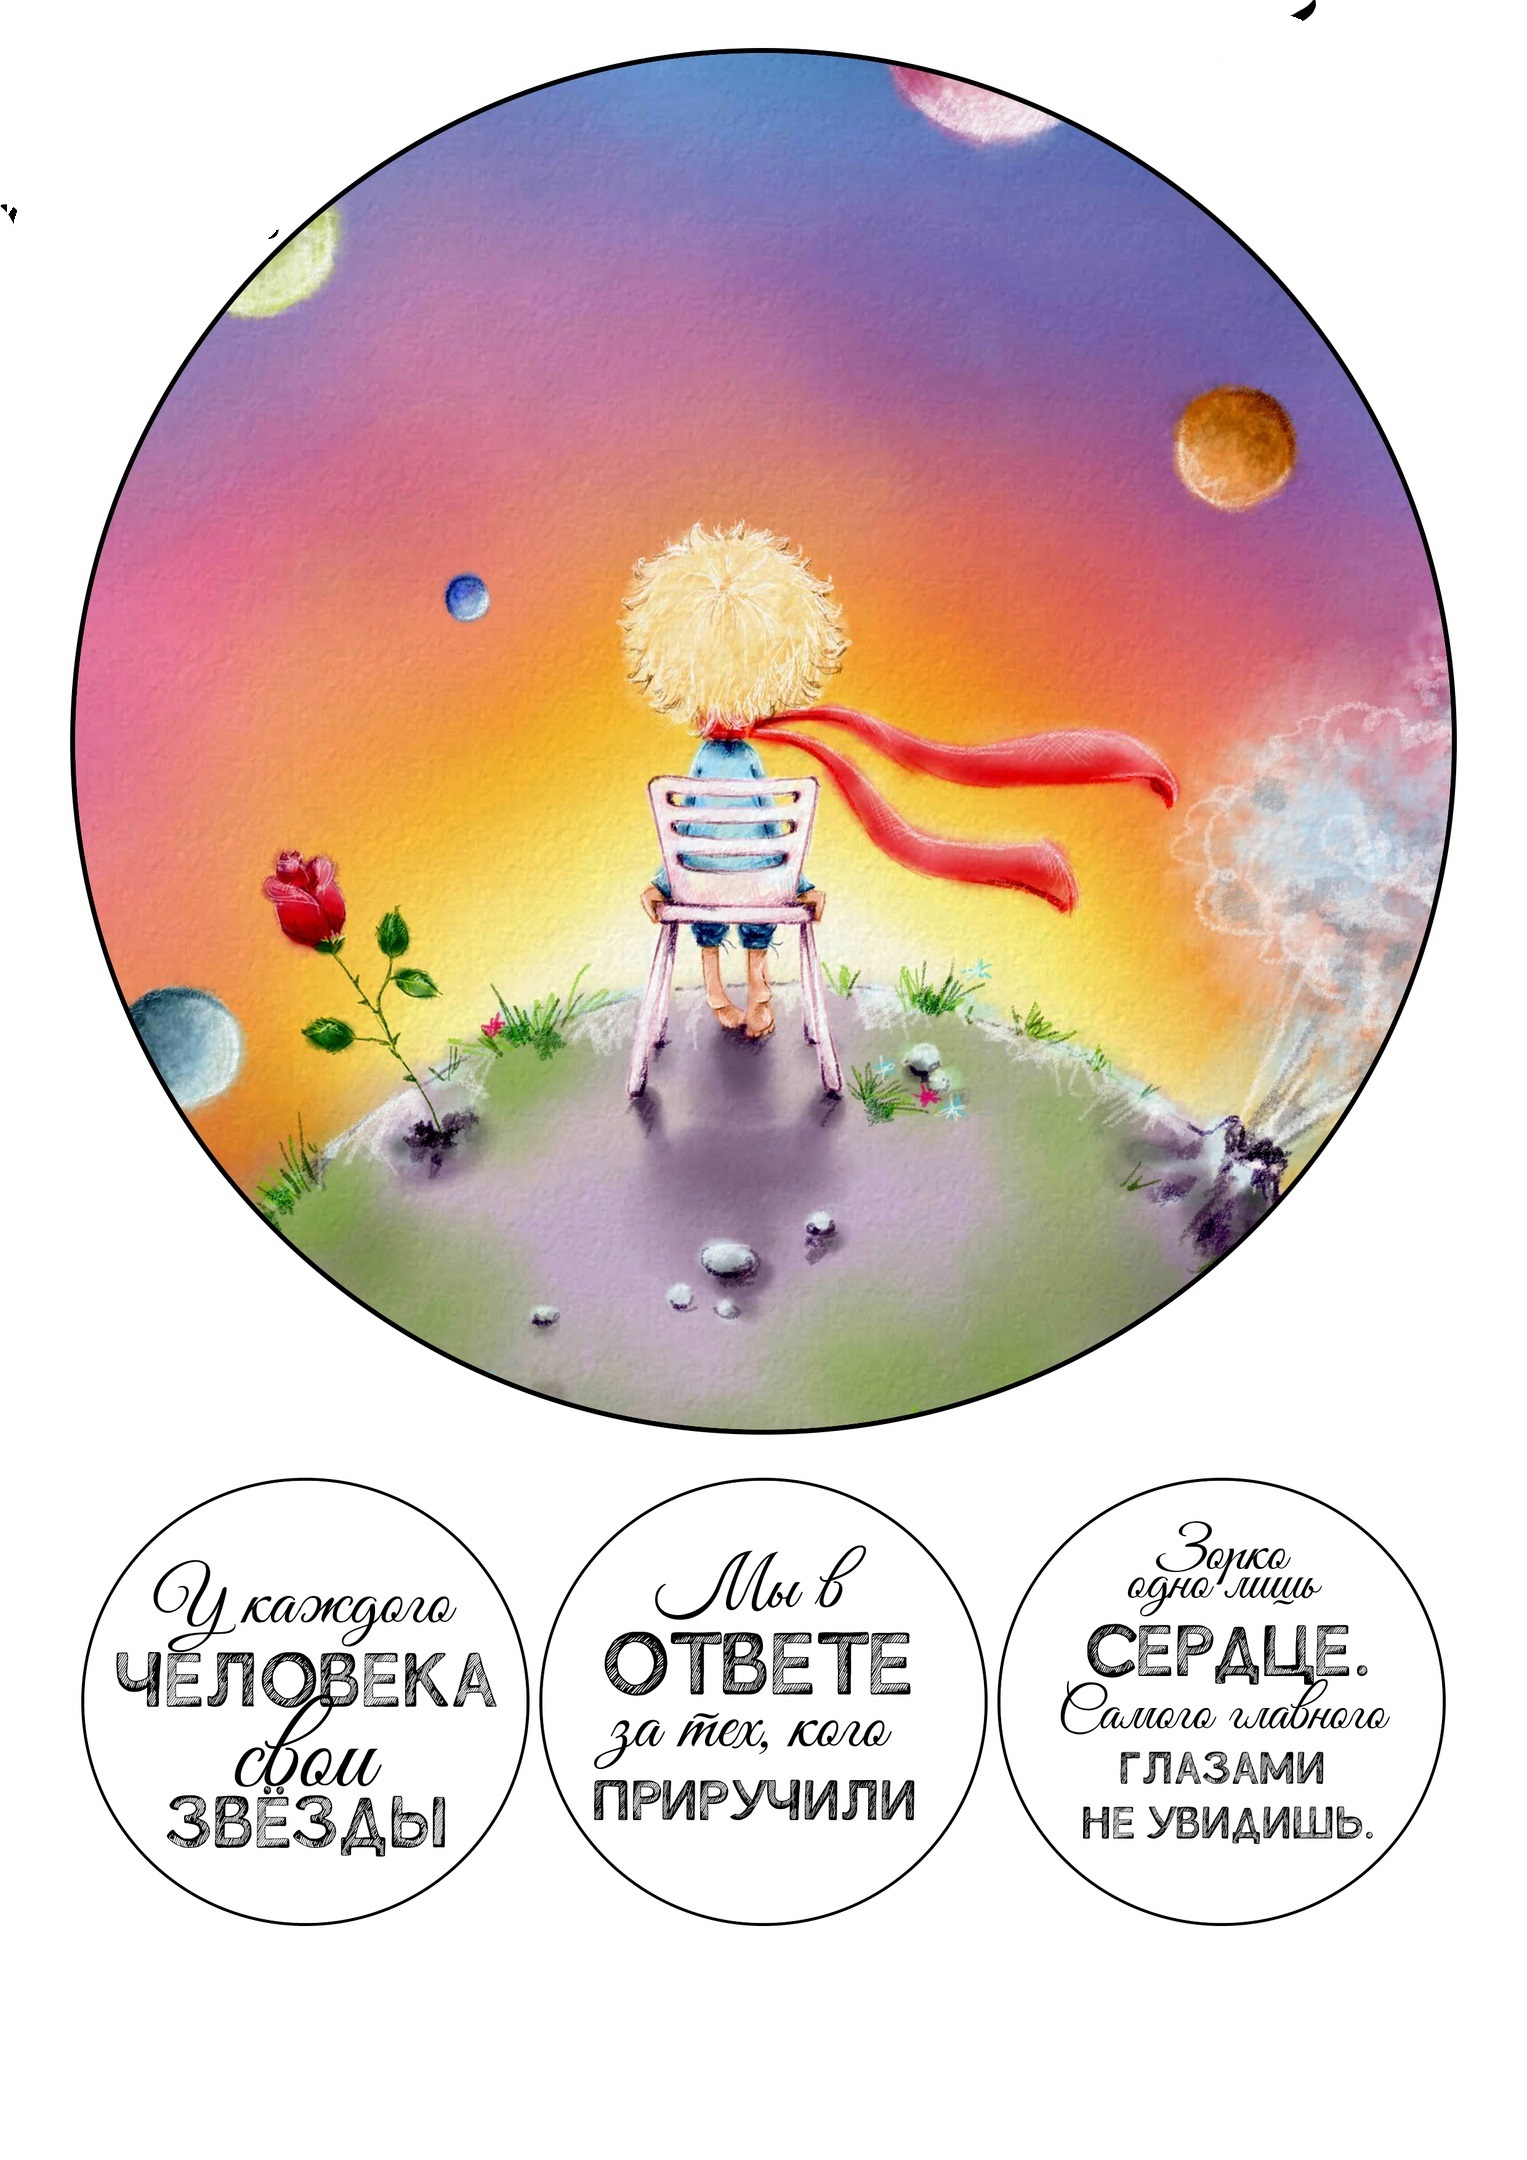 У каждого
ЧЕЛОВЕКА
свои
ЗВЁЗДЫ
Мы в
ОТВЕТЕ
за тех, кого
ПРИРУЧИЛИ
Зорко
одно лишь
СЕРДЦЕ.
Самого главного
ГЛАЗАМИ
НЕ УВИДИШЬ.